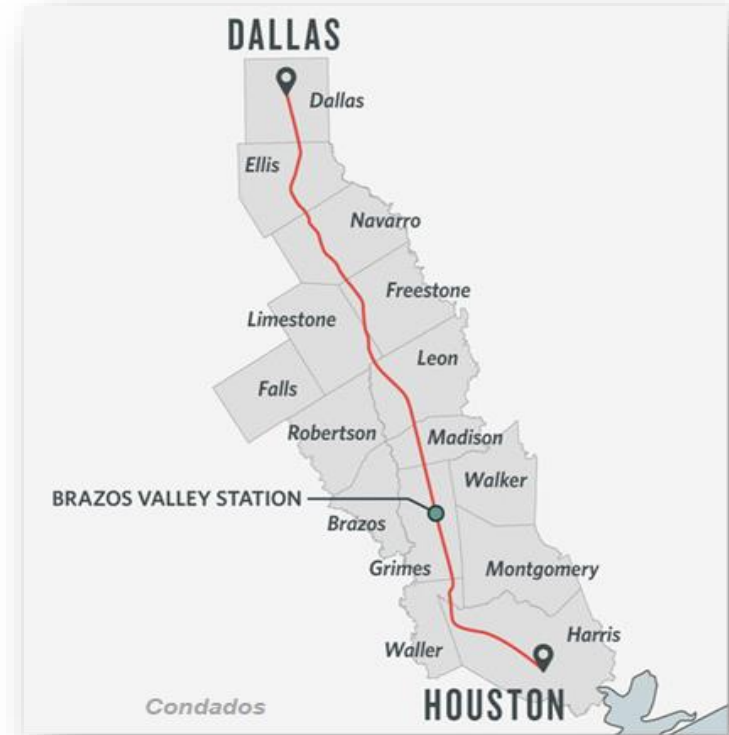 DALLAS
Dallas
Ellis
Navarro
Freestone
Limestone
Leon
Falls
Robertson
Madison
Walker
BRAZOS VALLEY STATION
Brazos
Grimes
Montgomery
Harris
Waller
Condados
HOUSTON